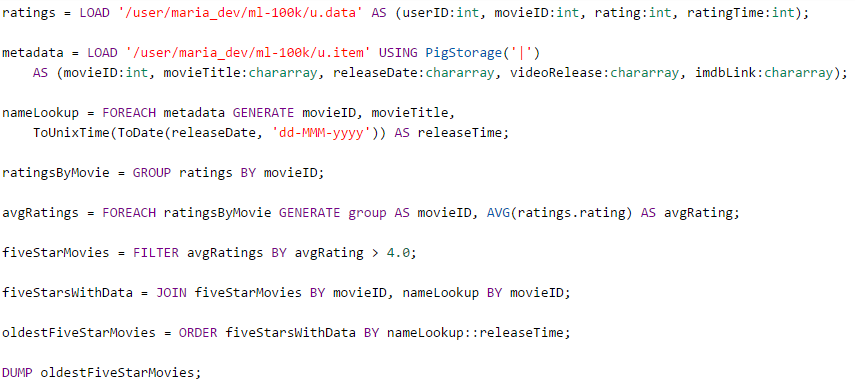 ratings = LOAD '/user/maria_dev/ml-100k/u.data' AS (userID:int, movieID:int, rating:int, ratingTime:int);
metadata = LOAD '/user/maria_dev/ml-100k/u.item' USING PigStorage('|')
AS (movieID:int, movieTitle:chararray, releaseDate:chararray, videoRelease:chararray, imdbLink:chararray);
nameLookup = FOREACH metadata GENERATE movieID, movieTitle,
ToUnixTime(ToDate(releaseDate, 'dd-MMM-yyyy')) AS releaseTime;
ratingsByMovie = GROUP ratings BY movieID;
avgRatings = FOREACH ratingsByMovie GENERATE group AS movieID, AVG(ratings.rating) AS avgRating;
fiveStarMovies = FILTER avgRatings BY avgRating > 4.0;
fiveStarsWithData = JOIN fiveStarMovies BY movieID, nameLookup BY movieID;
oldestFiveStarMovies = ORDER fiveStarsWithData BY nameLookup::releaseTime;
DUMP oldestFiveStarMovies;